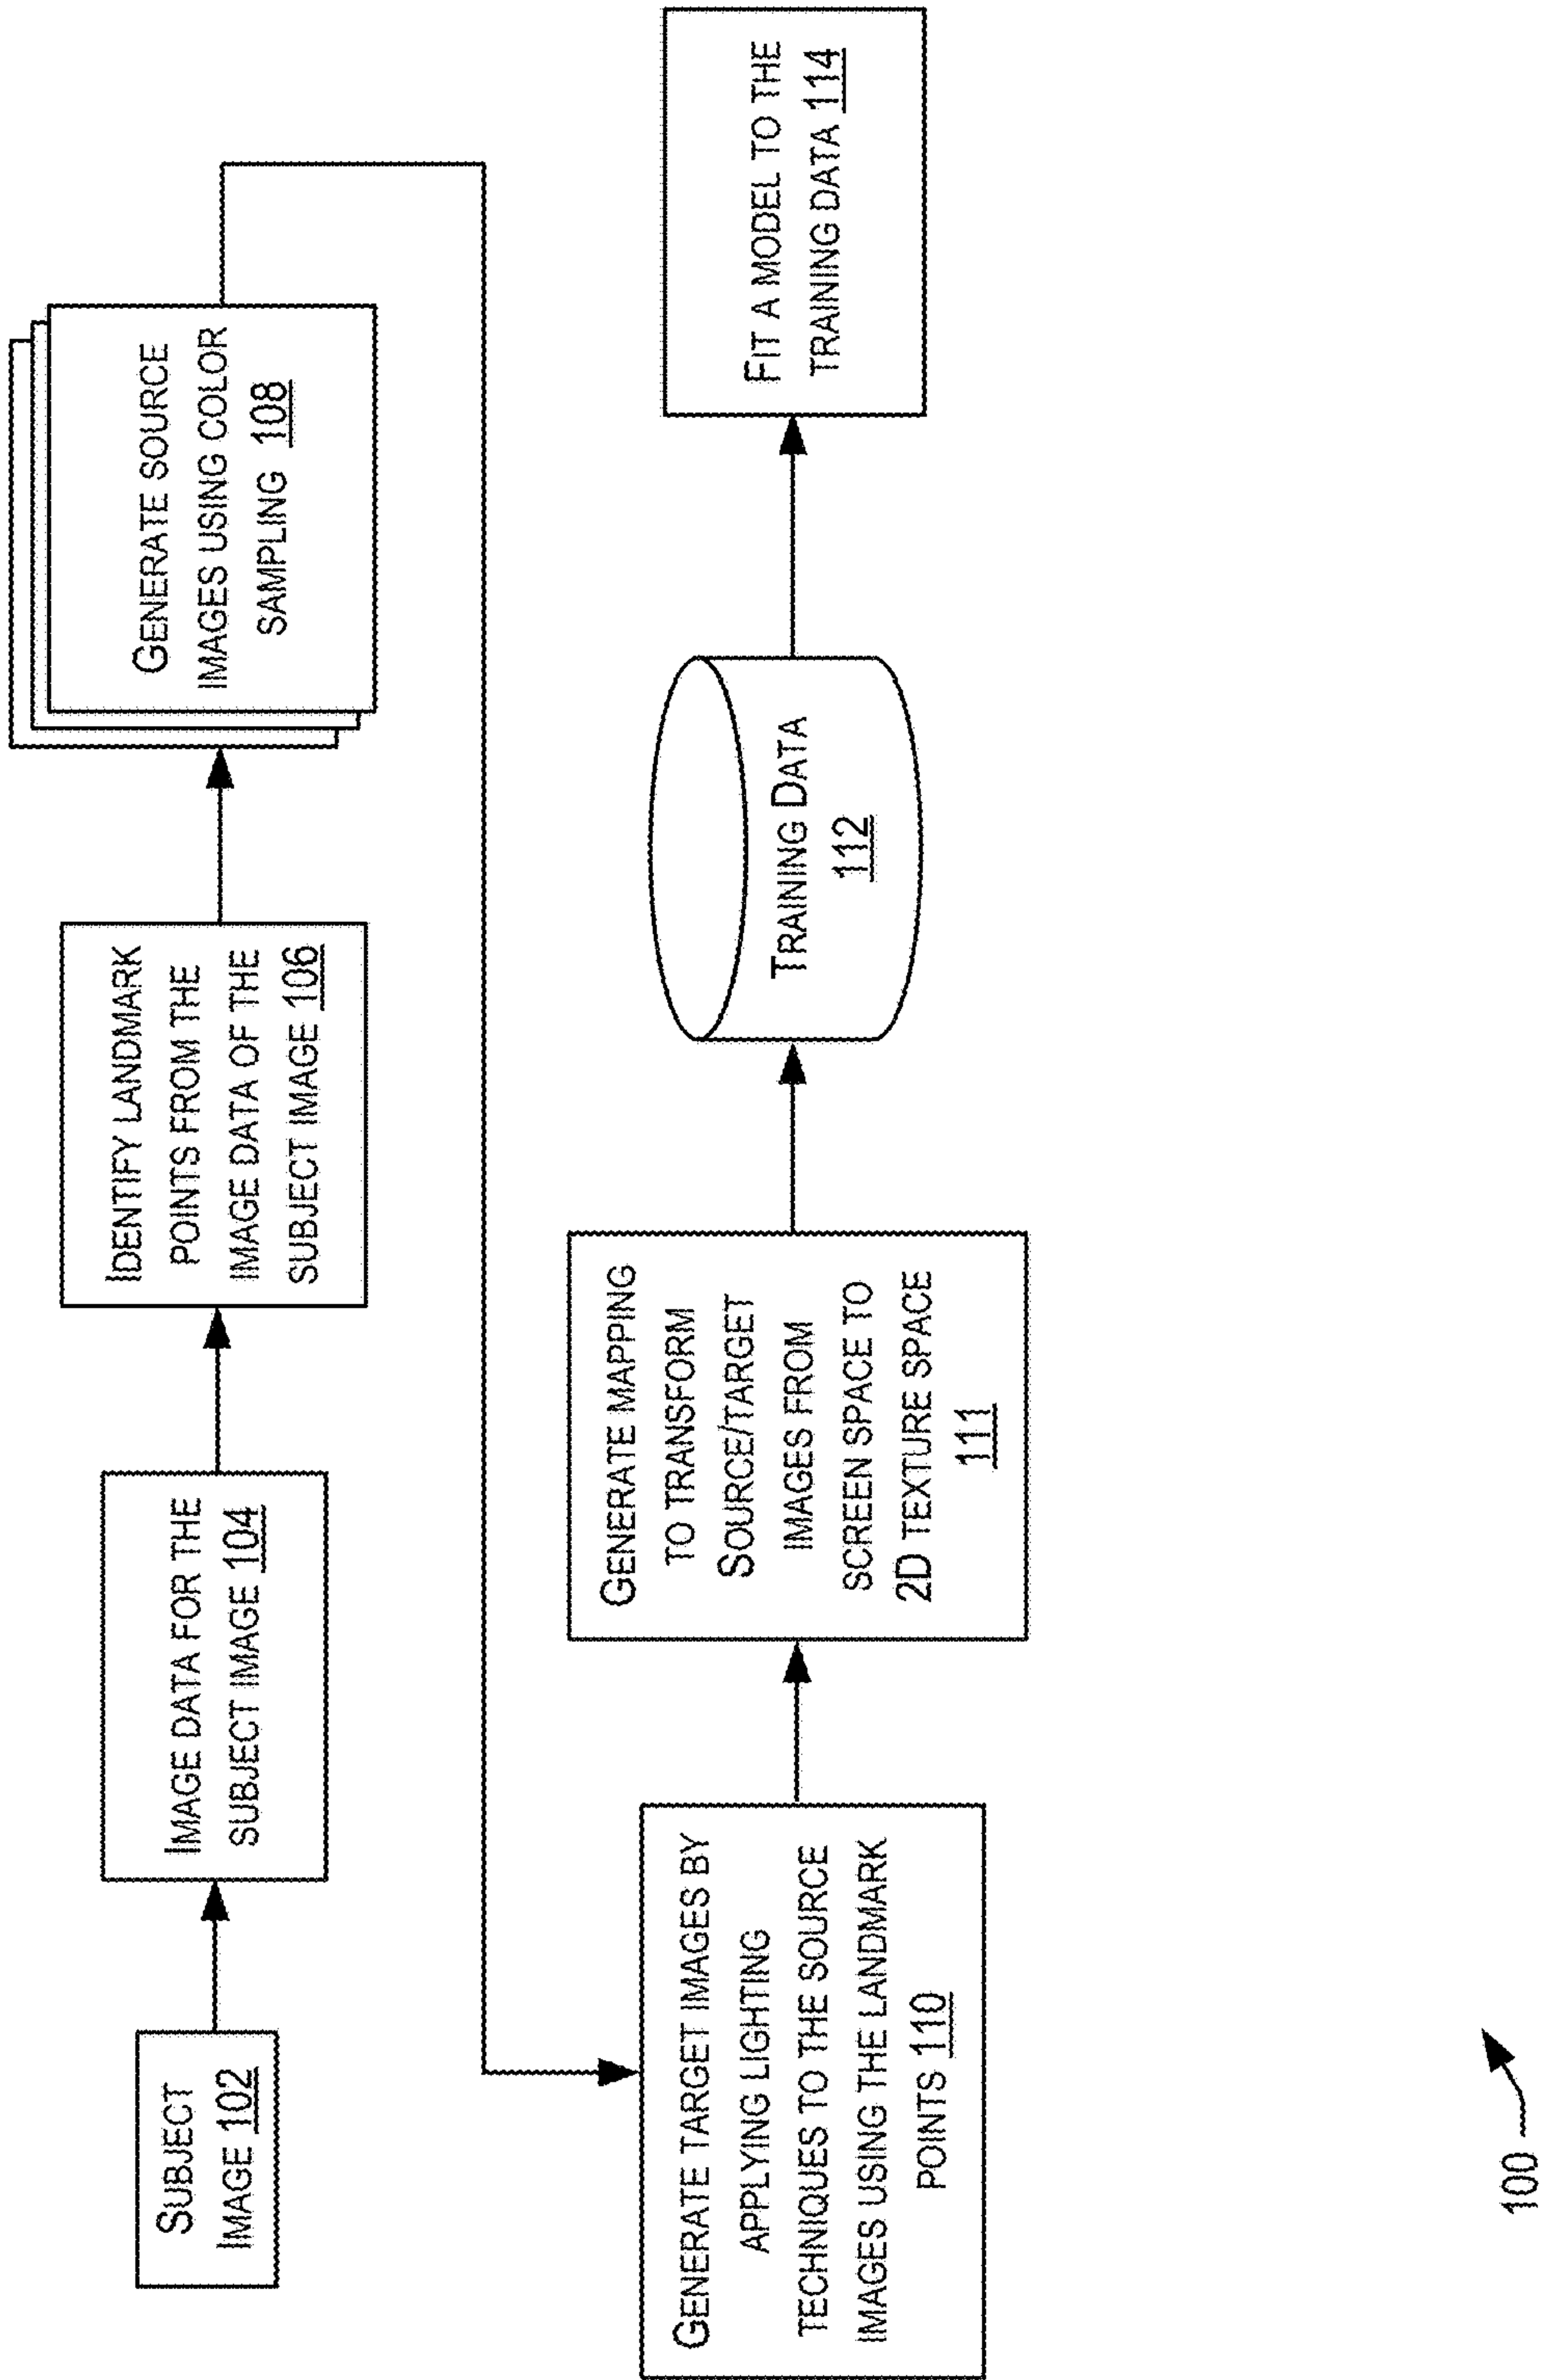 SUBJECT
IMAGE 102
IMAGE DATA FOR THE
SUBJECT IMAGE 104
IDENTIFY LANDMARK
POINTS FROM THE
IMAGE DATA OF THE
SUBJECT IMAGE 106
GENERATE SOURCE
IMAGES USING COLOR
SAMPLING 108
GENERATE TARGET IMAGES BY
APPLYING LIGHTING
TECHNIQUES TO THE SOURCE
IMAGES USING THE LANDMARK
POINTS 110
GENERATE MAPPING
TO TRANSFORM
SOURCE/TARGET
IMAGES FROM
SCREEN SPACE TO
2D TEXTURE SPACE
111
TRAINING DATA
112
FIT A MODEL TO THE
TRAINING DATA 114
100